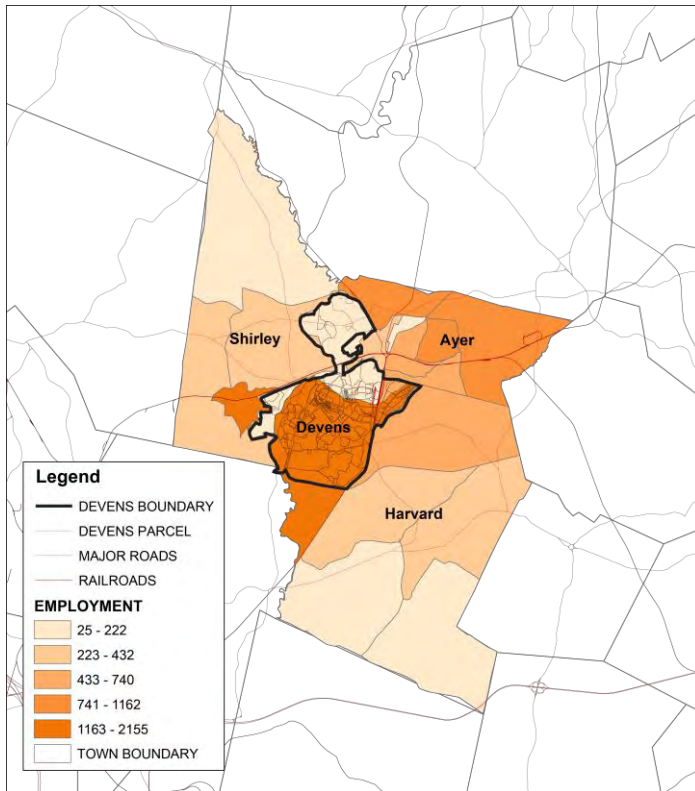 Shirley
Ayer
Devens
Harvard
Legend
DEVENS BOUNDARY
DEVENS PARCEL
MAJOR ROADS
RAILROADS
EMPLOYMENT
25 - 222
223 - 432
433 - 740
741 - 1162
1163 - 2155
TOWN BOUNDARY